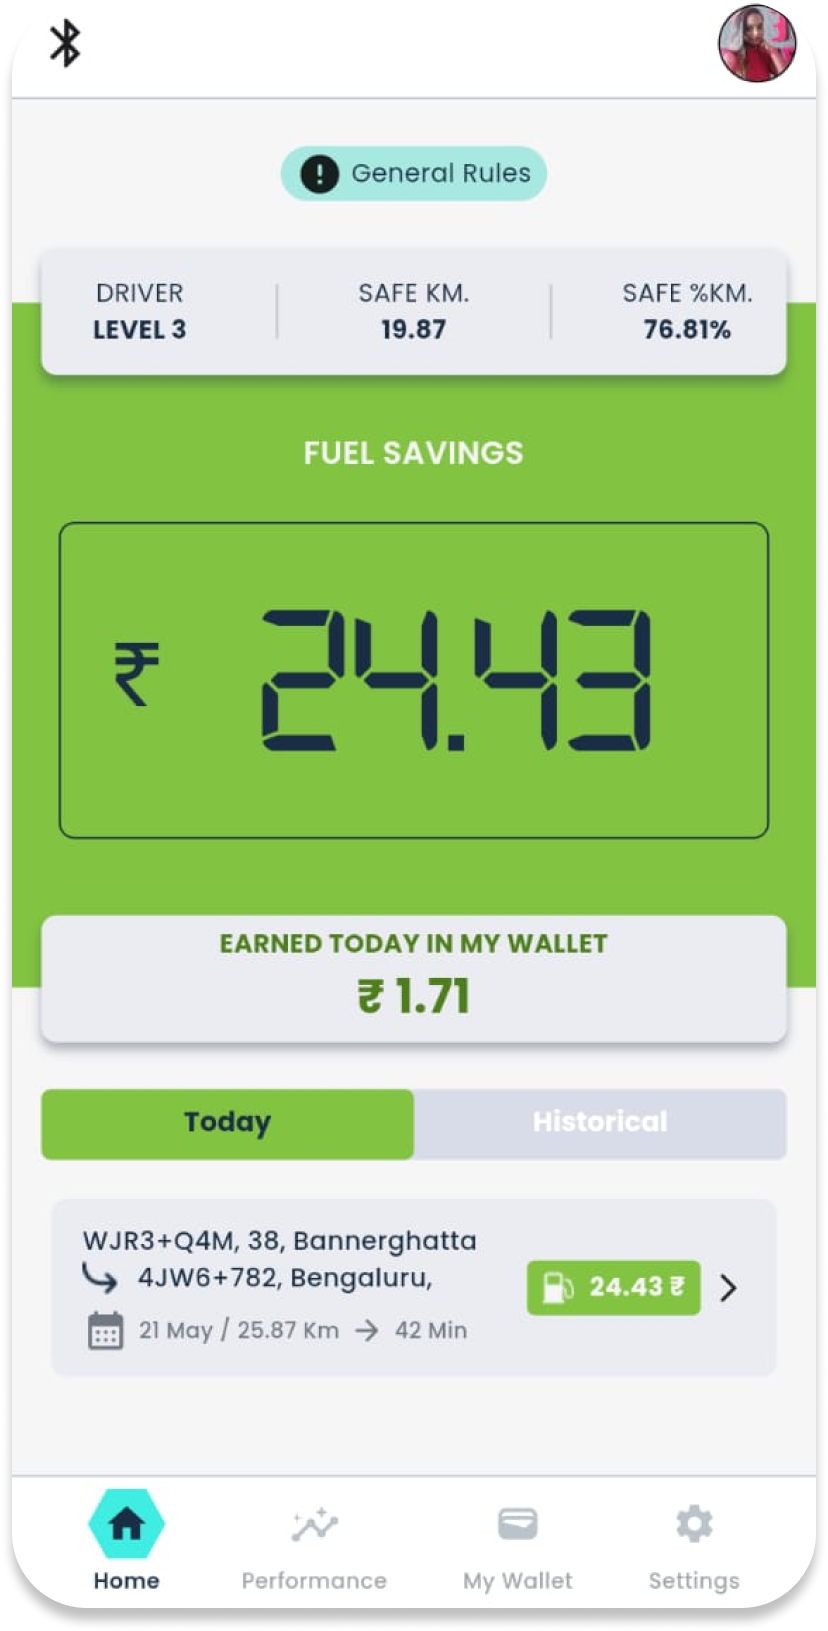 General Rules
DRIVER
LEVEL 3
SAFE KM.
19.87
SAFE %KM.
76.81%
FUEL SAVINGS
₹ 24.43
EARNED TODAY IN MY WALLET
₹ 1.71
Today
Historical
WJR3+Q4M, 38, Bannerghatta
4JW6+782, Bengaluru,
21 May / 25.87 Km → 42 Min
24.43 ₹
Home
Performance
My Wallet
Settings